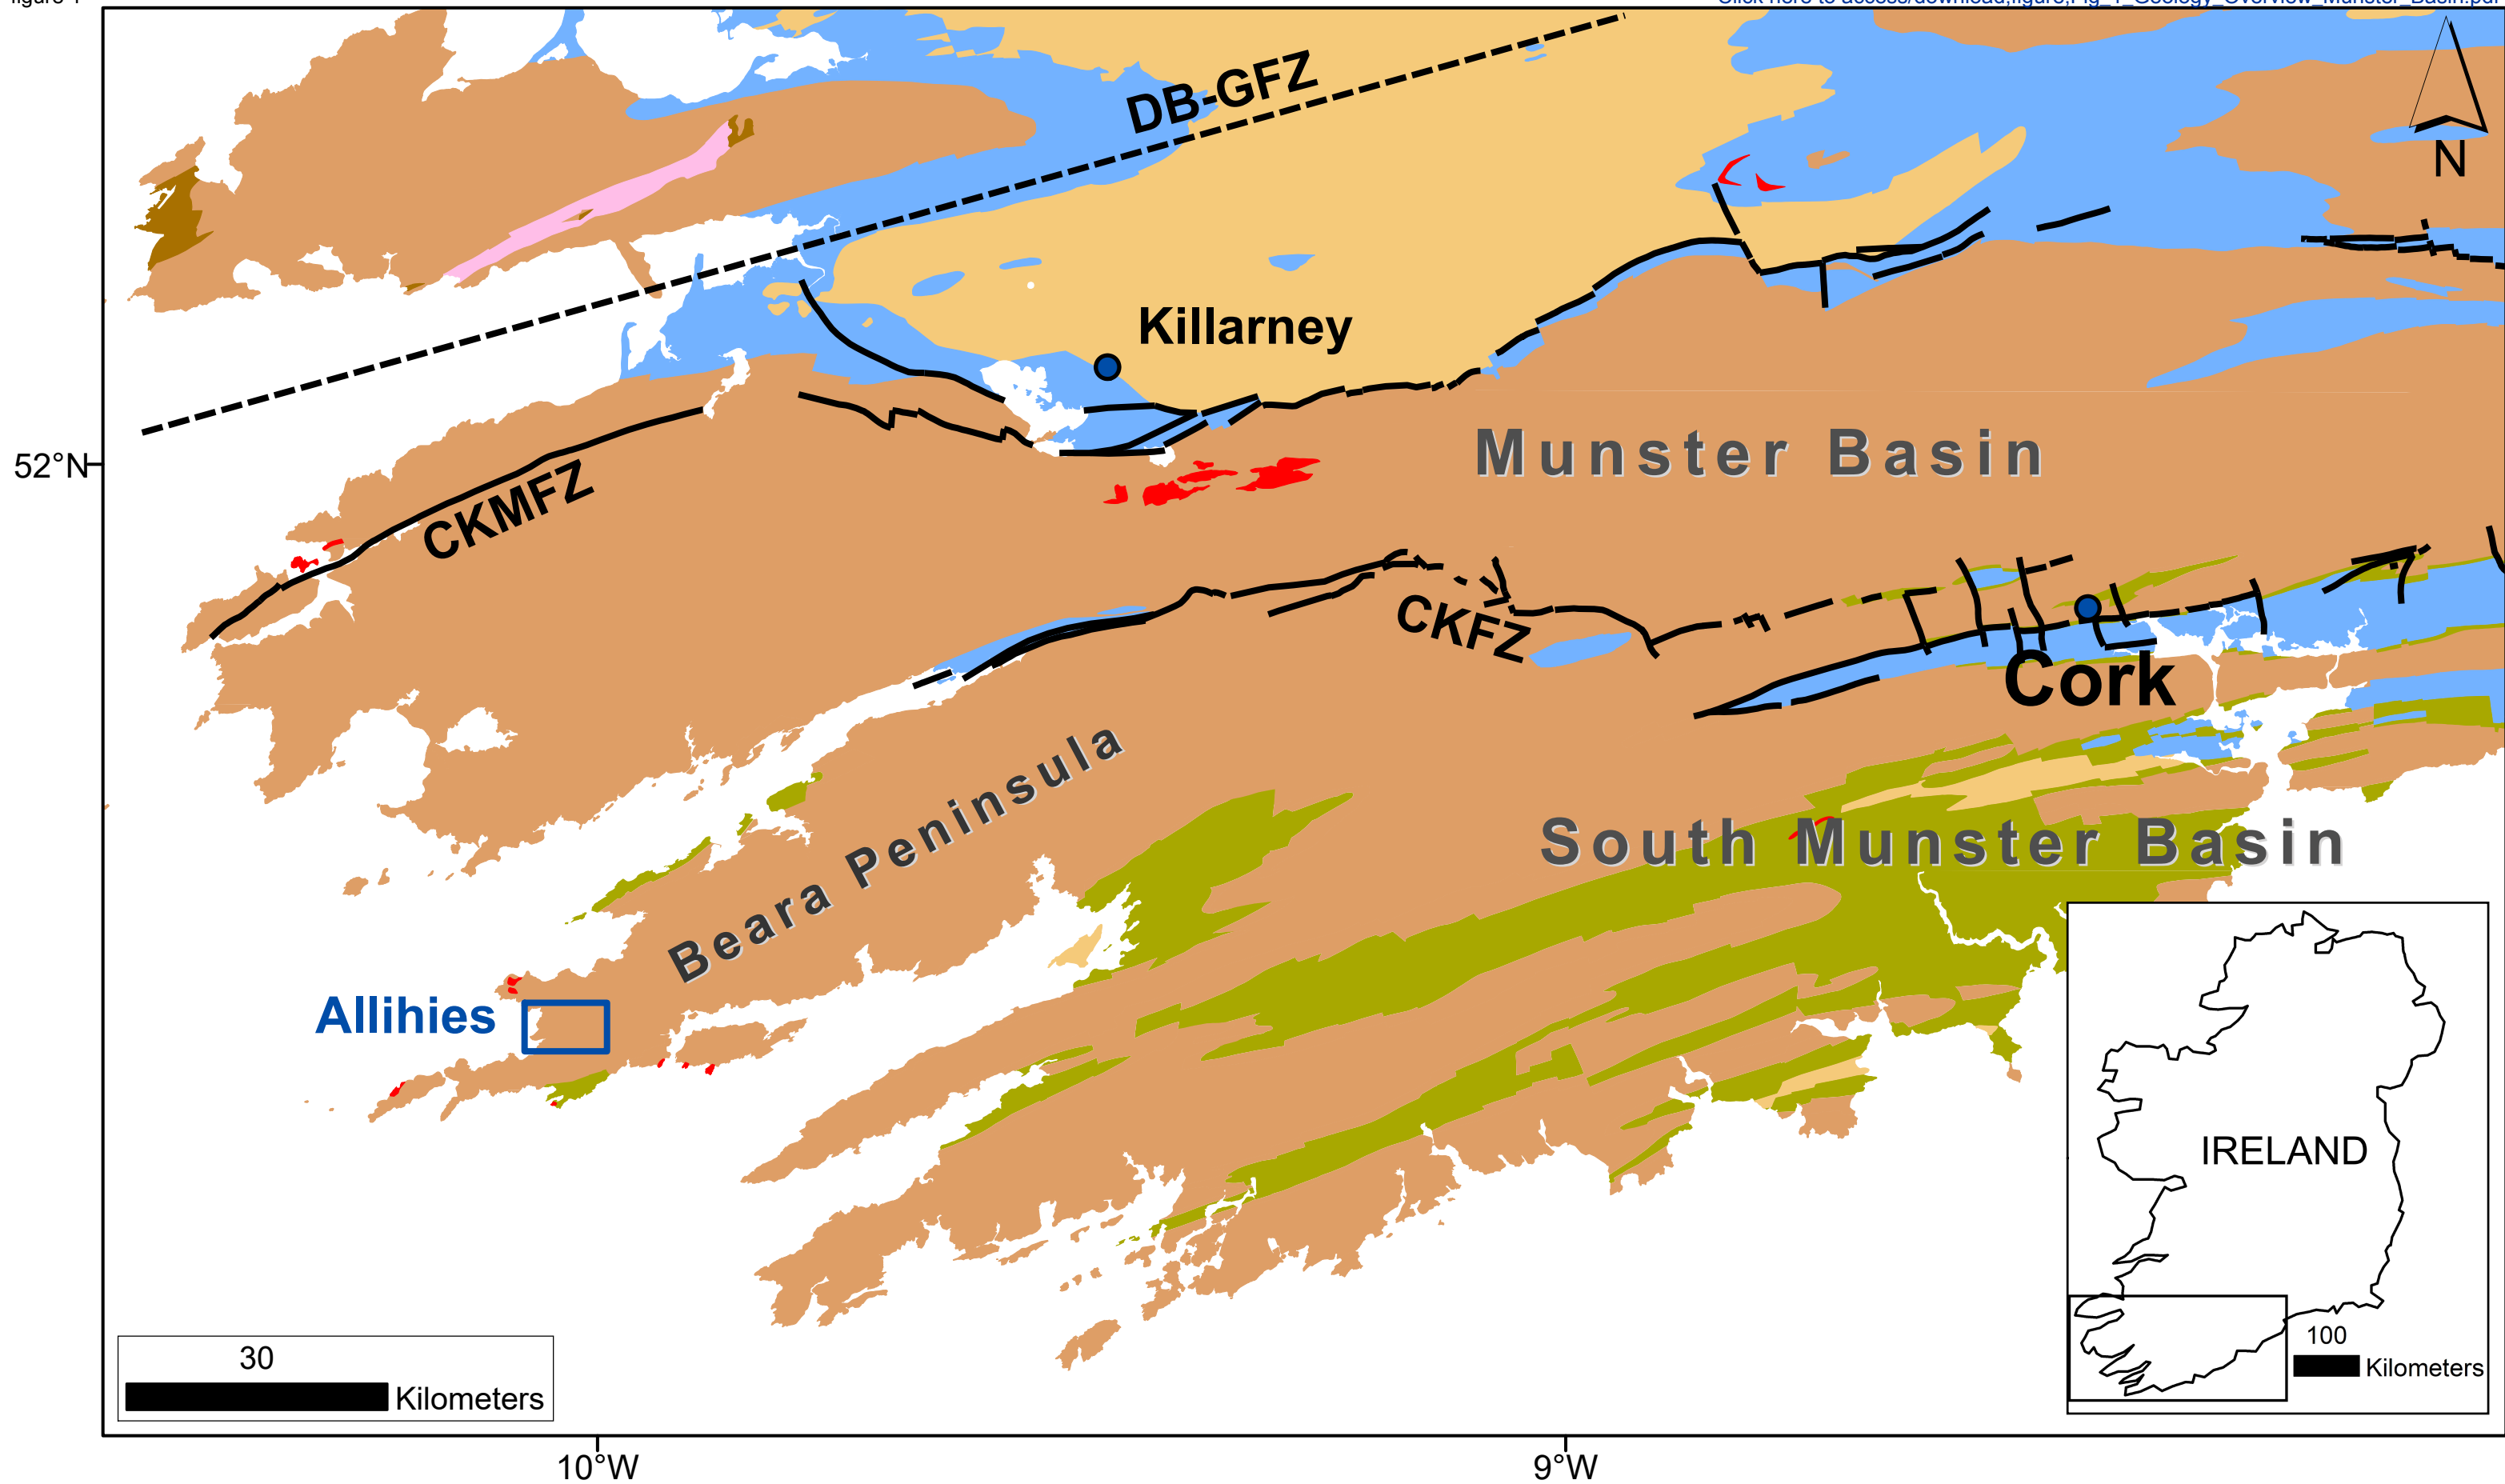 DB-GFZ
N
Killarney
Munster Basin
52°N
CKMFZ
CKFZ
Cork
Beara Peninsula
South Munster Basin
Allihies
IRELAND
100
Kilometers
30
Kilometers
10°W
9°W